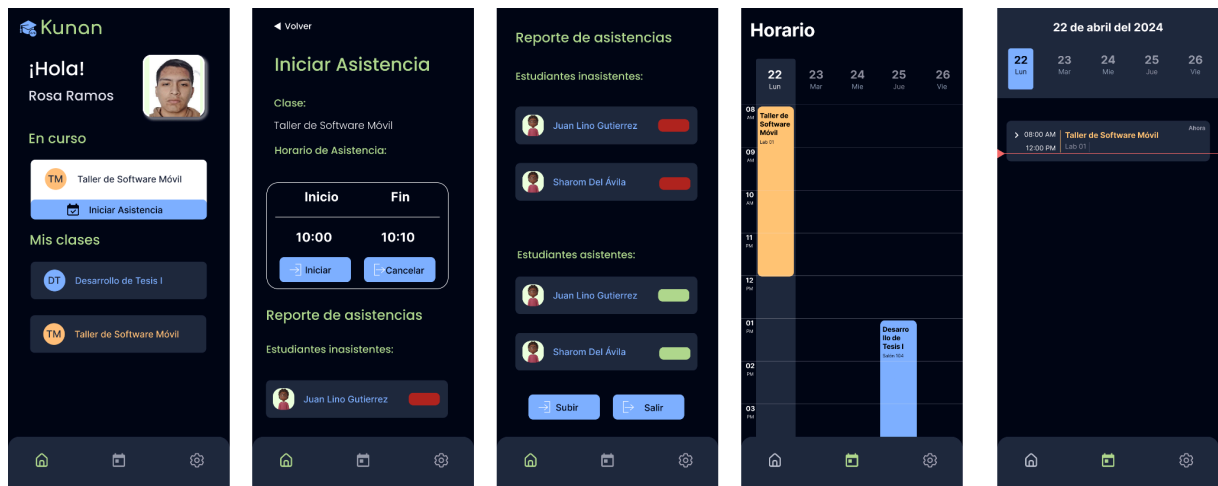 Kunan
¡Hola!
Rosa Ramos
En curso
TM Taller de Software Móvil
Iniciar Asistencia
Mis clases
DT Desarrollo de Tesis I
TM Taller de Software Móvil
Volver
Iniciar Asistencia
Clase:
Taller de Software Móvil
Horario de Asistencia:
Inicio Fin
10:00 10:10
Iniciar Cancelar
Reporte de asistencias
Estudiantes inasistentes:
Juan Lino Gutierrez
Reporte de asistencias
Estudiantes inasistentes:
Juan Lino Gutierrez
Sharom Del Ávila
Estudiantes asistentes:
Juan Lino Gutierrez
Sharom Del Ávila
Subir Salir
Horario
22 23 24 25 26
Lun Mar Mie Jue Vie
08
AM
Taller de
Software
Móvil
Lab 01
09
AM
10
AM
11
PM
12
PM
01
PM
Desarro
llo de
Tesis I
Salón 104
02
PM
03
PM
22 de abril del 2024
22 23 24 25 26
Lun Mar Mie Jue Vie
Ahora
08:00 AM Taller de Software Móvil
12:00 PM Lab 01